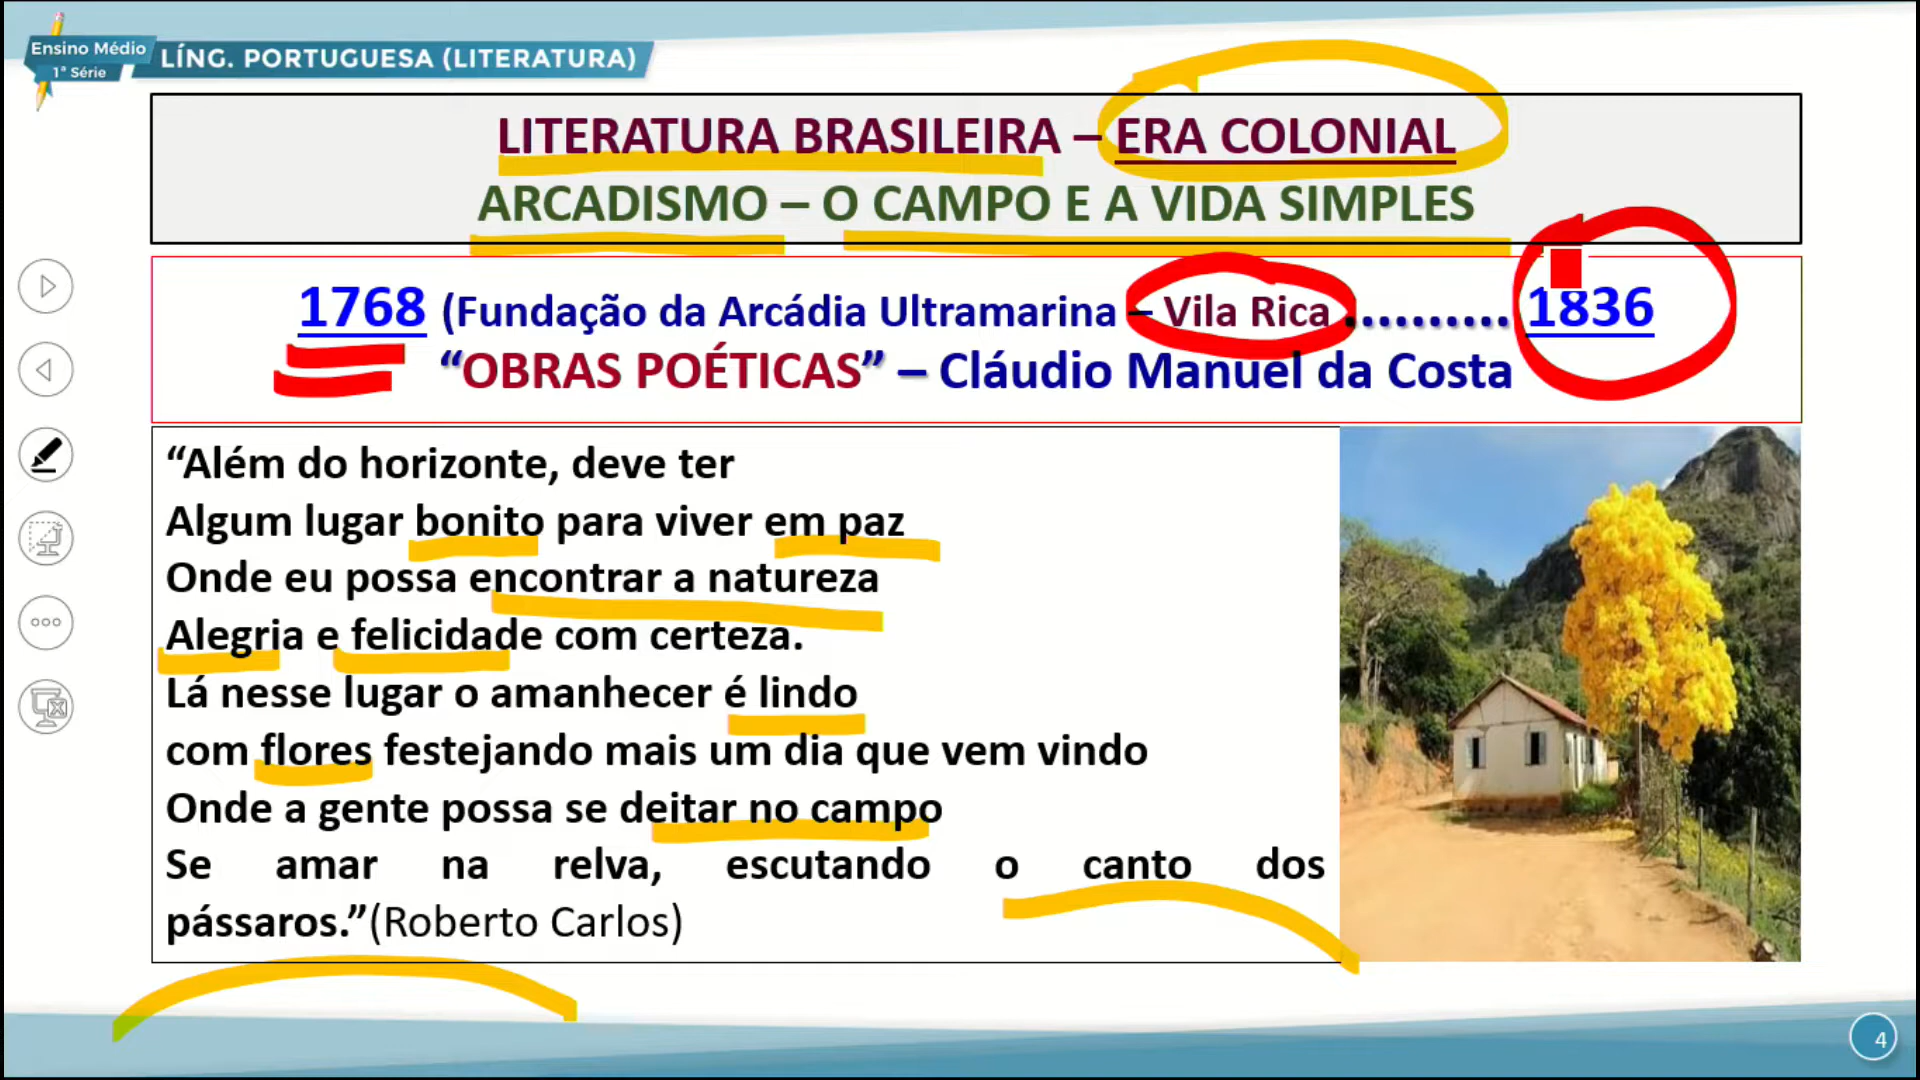 Ensino Médio
1ª Série
LÍNG. PORTUGUESA (LITERATURA)
LITERATURA BRASILEIRA – ERA COLONIAL
ARCADISMO – O CAMPO E A VIDA SIMPLES
1768 (Fundação da Arcádia Ultramarina – Vila Rica .......... 1836
“OBRAS POÉTICAS” – Cláudio Manuel da Costa
“Além do horizonte, deve ter
Algum lugar bonito para viver em paz
Onde eu possa encontrar a natureza
Alegria e felicidade com certeza.
Lá nesse lugar o amanhecer é lindo
com flores festejando mais um dia que vem vindo
Onde a gente possa se deitar no campo
Se amar na relva, escutando o canto dos
pássaros.”(Roberto Carlos)
4